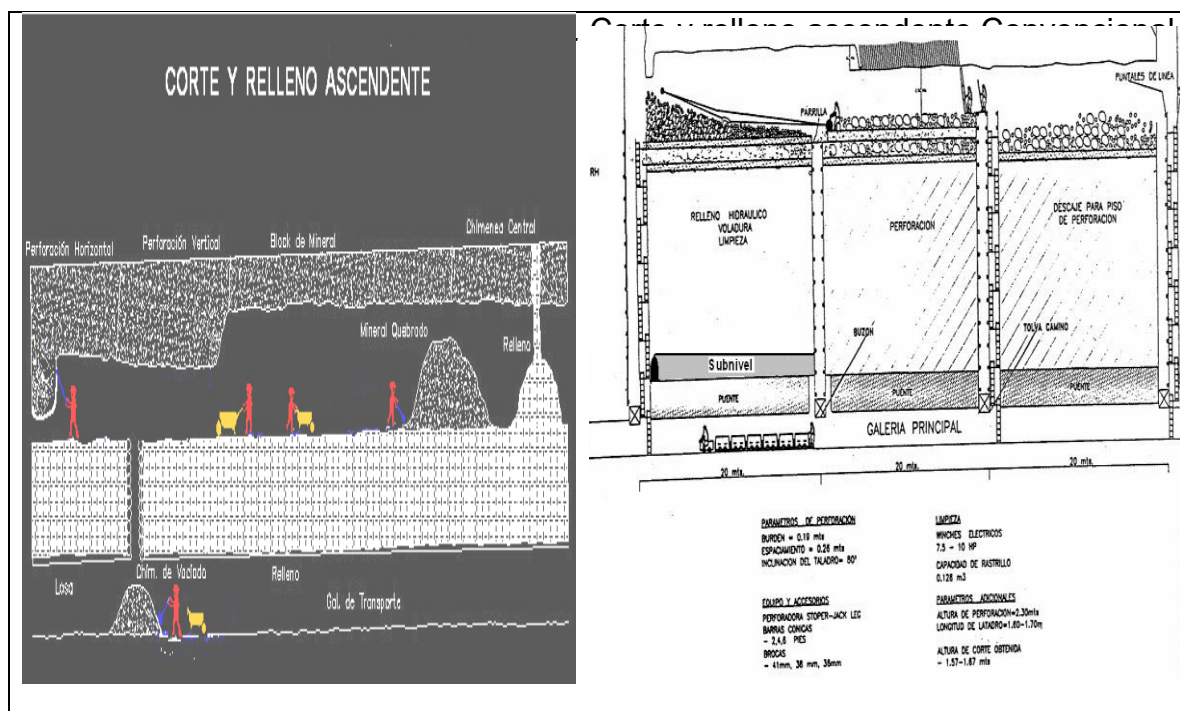 Corte y relleno ascendente Convencional
CORTE Y RELLENO ASCENDENTE
Perforación Horizontal
Perforación Vertical
Block de Mineral
Chimenea Central
Mineral Quebrado
Relleno
Losa
Chim. de Vaciado
Relleno
Gal. de Transporte
PUNTALES DE LINEA
PARRILLA
RH
RELLENO HIDRAULICO
VOLADURA
LIMPIEZA
PERFORACION
DESCAJE PARA PISO
DE PERFORACION
BUZON
TOLVA CAMINO
Subnivel
PUENTE
PUENTE
PUENTE
GALERIA PRINCIPAL
20 mts.
20 mts.
20 mts.
PARAMETROS DE PERFORACIÓN
BURDEN = 0.19 mts
ESPACIAMIENTO = 0.26 mts
INCLINACION DEL TALADRO= 80°
LIMPIEZA
WINCHES ELECTRICOS
7.5 - 10 HP
CAPACIDAD DE RASTRILLO
0.128 m3
EQUIPO Y ACCESORIOS
PERFORADORA STOPER-JACK LEG
BARRAS CONICAS
- 2,4,6 PIES
BROCAS
- 41mm, 38 mm, 36mm
PARAMETROS ADICIONALES
ALTURA DE PERFORACIÓN=2.30mts
LONGITUD DE LATADRO=1.60-1.70m
ALTURA DE CORTE OBTENIDA
- 1.57-1.67 mts